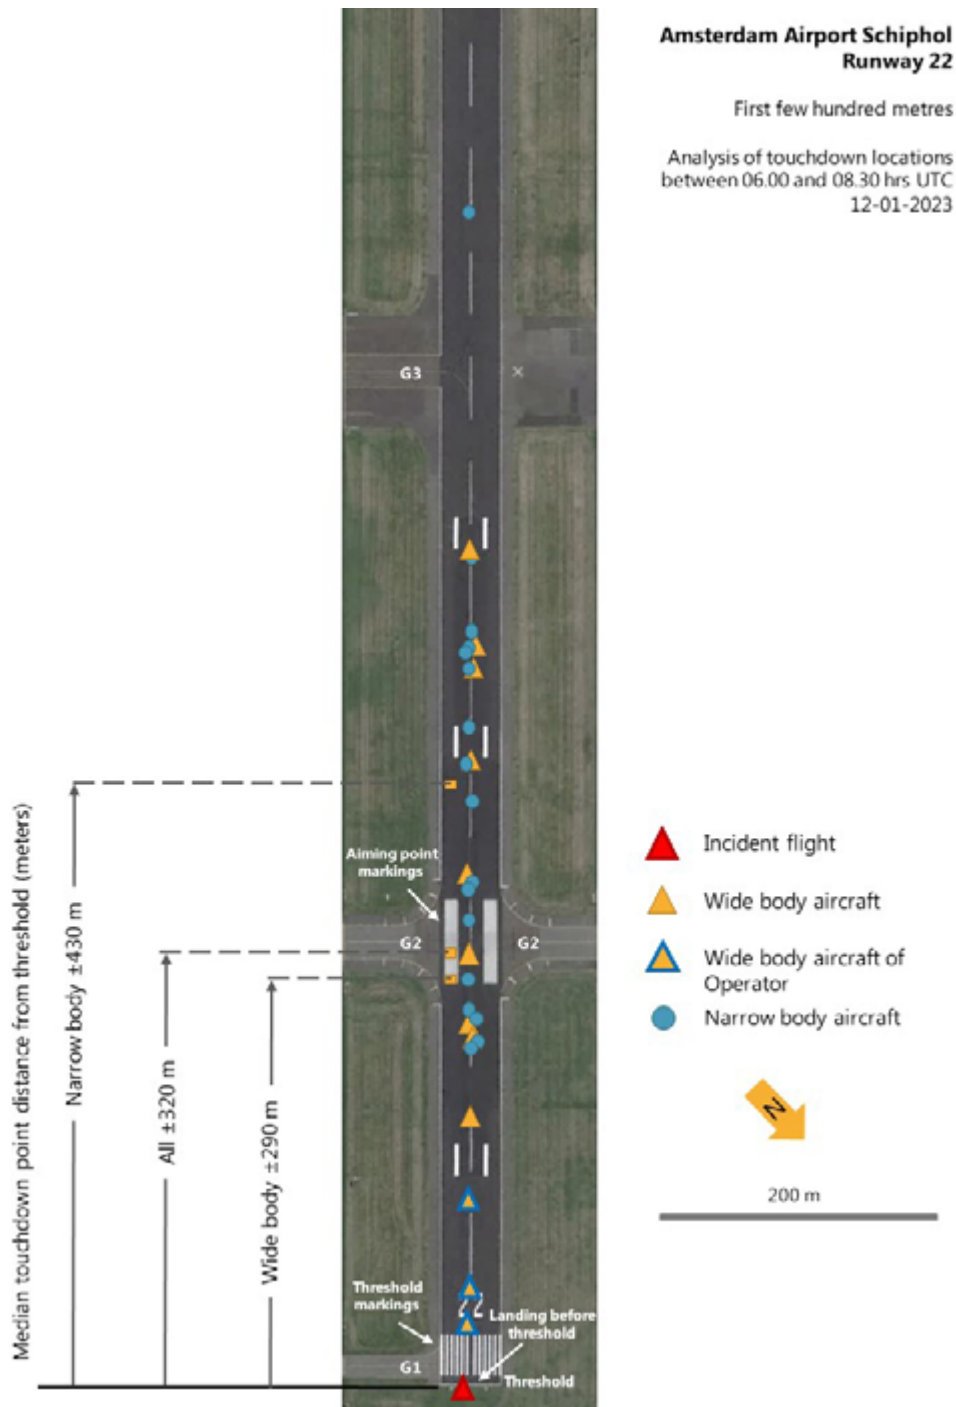 Amsterdam Airport Schiphol
Runway 22
First few hundred metres
Analysis of touchdown locations
between 06.00 and 08.30 hrs UTC
12-01-2023
G3
Aiming point
markings
G2
G2
Median touchdown point distance from threshold (meters)
Narrow body ±430 m
All ±320 m
Wide body ±290 m
Incident flight
Wide body aircraft
Wide body aircraft of
Operator
Narrow body aircraft
N
200 m
Threshold
markings
22
Landing before
threshold
G1
Threshold